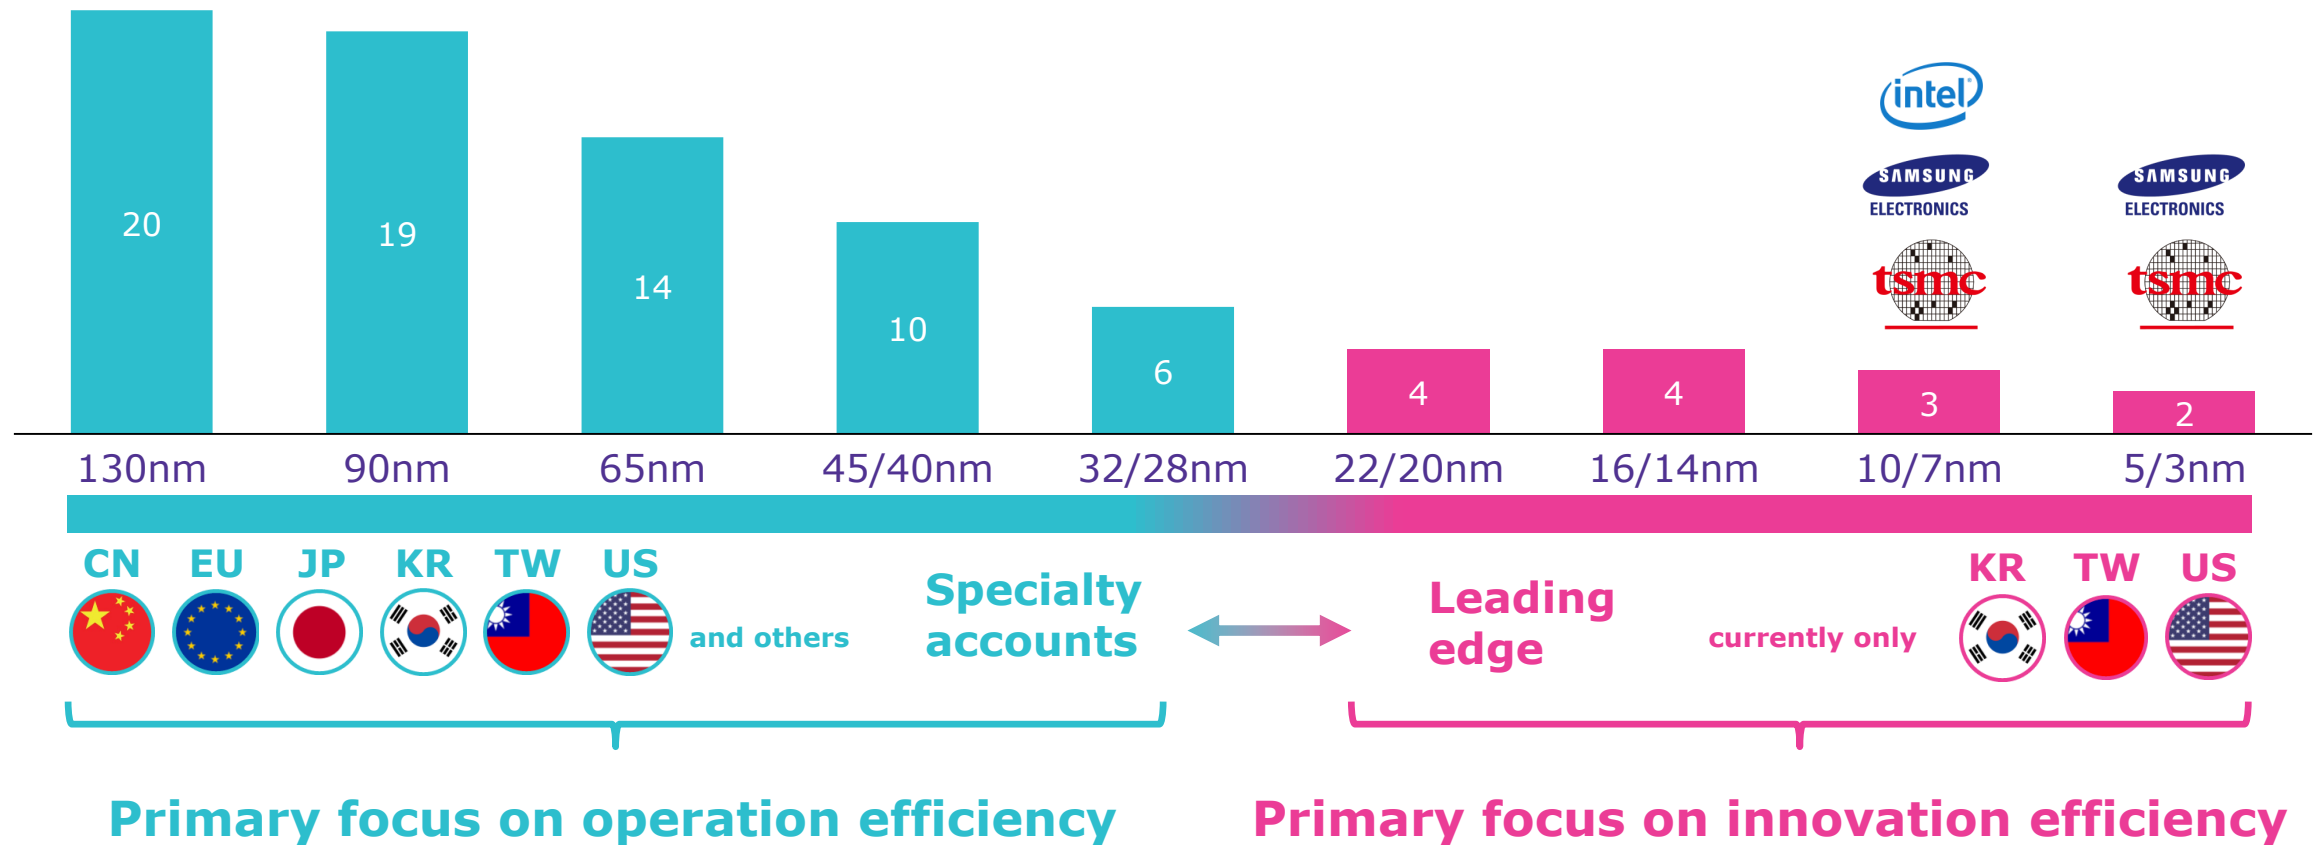 intel
SAMSUNG
ELECTRONICS
tsmc
SAMSUNG
ELECTRONICS
tsmc
20
19
14
10
6
4
4
3
2
130nm
90nm
65nm
45/40nm
32/28nm
22/20nm
16/14nm
10/7nm
5/3nm
CN
EU
JP
KR
TW
US
and others
Specialty
accounts
Leading
edge
currently only
KR
TW
US
Primary focus on operation efficiency
Primary focus on innovation efficiency